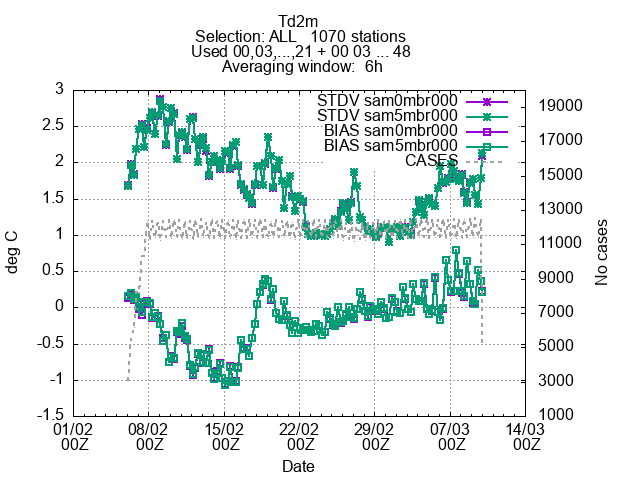 Td2m
Selection: ALL   1070 stations
Used 00,03,...,21 + 00 03 ... 48
Averaging window:  6h
STDV sam0mbr000
STDV sam5mbr000
BIAS sam0mbr000
BIAS sam5mbr000
CASES
3
2.5
2
1.5
1
0.5
0
-0.5
-1
-1.5
deg C
19000
17000
15000
13000
11000
9000
7000
5000
3000
1000
No cases
01/02 08/02 15/02 22/02 29/02 07/03 14/03
00Z 00Z 00Z 00Z 00Z 00Z 00Z
Date